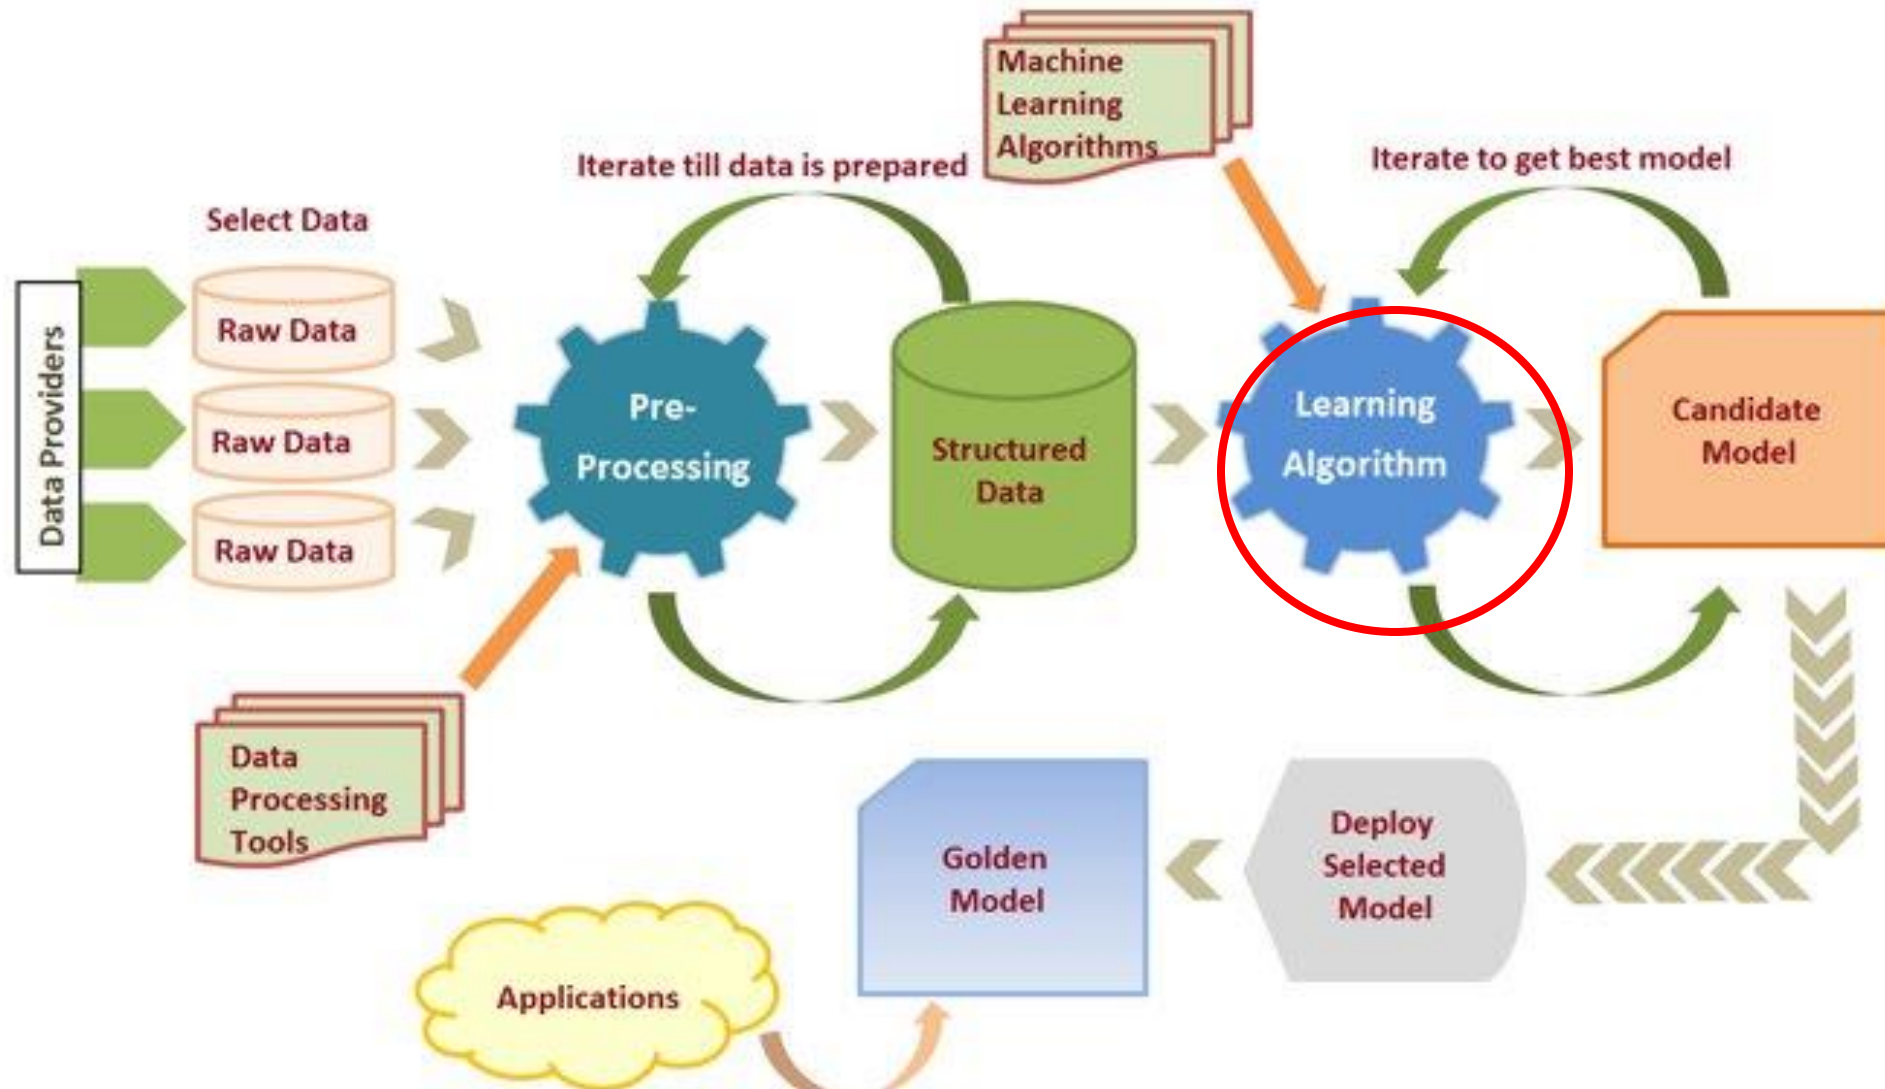 Machine
Learning
Algorithms
Iterate till data is prepared
Iterate to get best model
Select Data
Data Providers
Raw Data
Raw Data
Raw Data
Pre-
Processing
Structured
Data
Learning
Algorithm
Candidate
Model
Data
Processing
Tools
Golden
Model
Deploy
Selected
Model
Applications